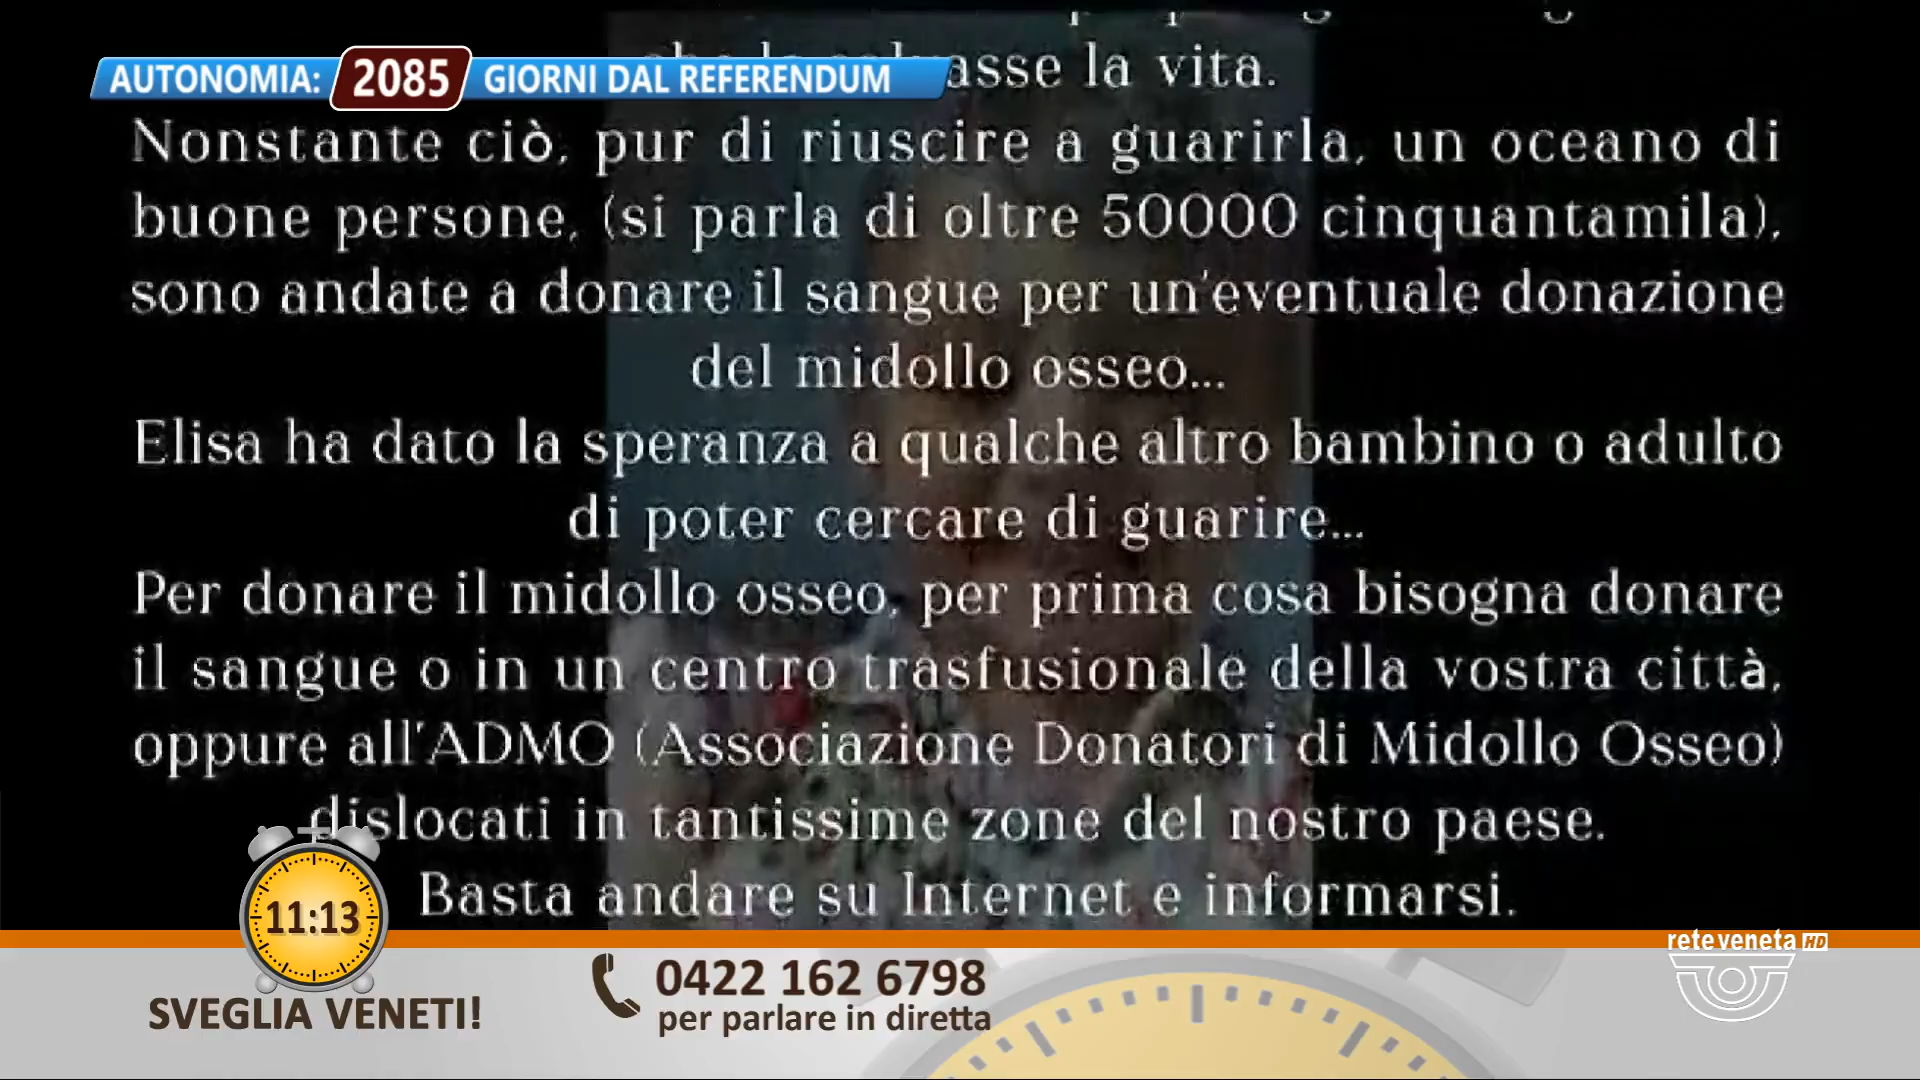 asse la vita.
AUTONOMIA: 2085 GIORNI DAL REFERENDUM
Nonstante ciò, pur di riuscire a guarirla, un oceano di
buone persone, (si parla di oltre 50000 cinquantamila),
sono andate a donare il sangue per un'eventuale donazione
del midollo osseo...
Elisa ha dato la speranza a qualche altro bambino o adulto
di poter cercare di guarire...
Per donare il midollo osseo, per prima cosa bisogna donare
il sangue o in un centro trasfusionale della vostra città,
oppure all'ADMO (Associazione Donatori di Midollo Osseo)
dislocati in tantissime zone del nostro paese.
Basta andare su Internet e informarsi.
11:13
SVEGLIA VENETI!
0422 162 6798
per parlare in diretta
reteveneta HD